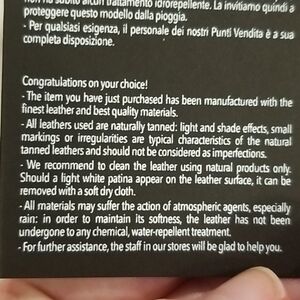 non ha subito alcun trattamento idrorepellente. La invitiamo quindi a
proteggere questo modello dalla pioggia.
- Per qualsiasi esigenza, il personale dei nostri Punti Vendita è a sua
completa disposizione.
Congratulations on your choice!
- The item you have just purchased has been manufactured with the
finest leather and best quality materials.
- All leathers used are naturally tanned: light and shade effects, small
markings or irregularities are typical characteristics of the natural
tanned leathers and should not be considered as imperfections.
- We recommend to clean the leather using natural products only.
Should a light white patina appear on the leather surface, it can be
removed with a soft dry cloth.
- All materials may suffer the action of atmospheric agents, especially
rain: in order to maintain its softness, the leather has not been
undergone to any chemical, water-repellent treatment.
- For further assistance, the staff in our stores will be glad to help you.